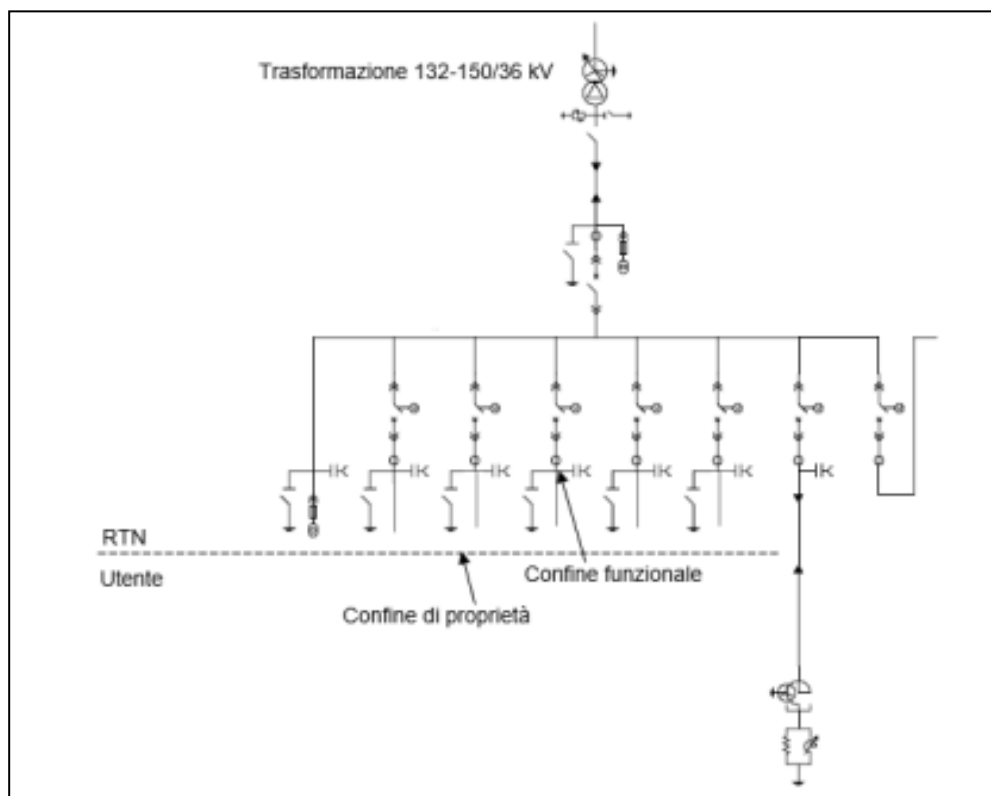 Trasformazione 132-150/36 kV
RTN
Utente
Confine funzionale
Confine di proprietà